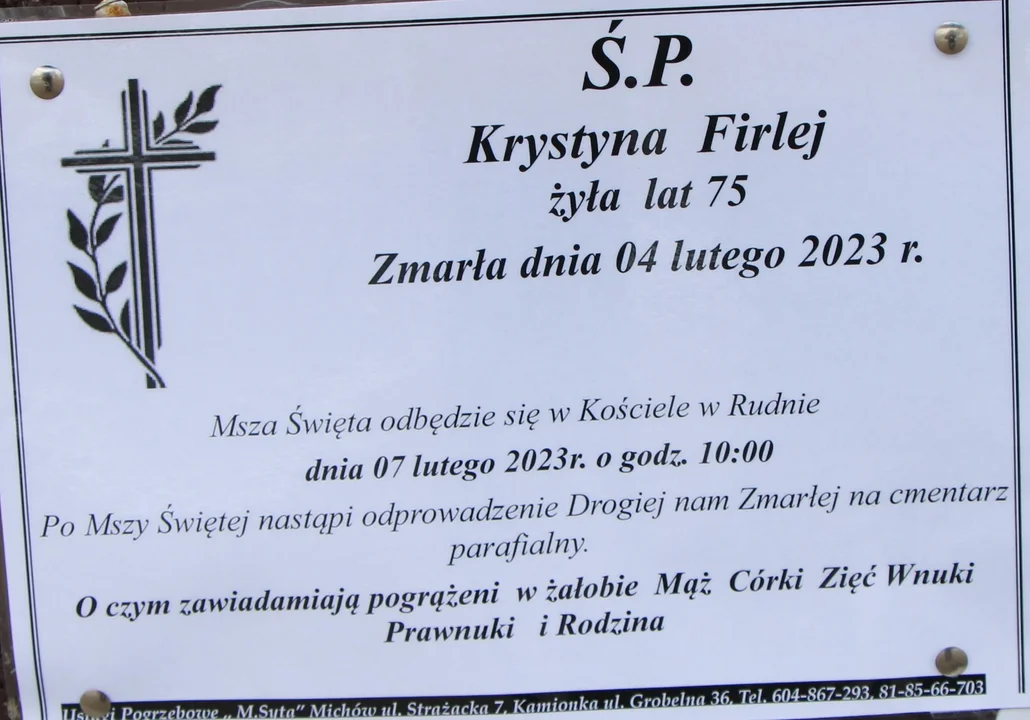 Ś.P.
Krystyna Firlej
żyła lat 75
Zmarła dnia 04 lutego 2023 r.
Msza Święta odbędzie się w Kościele w Rudnie
dnia 07 lutego 2023r. o godz. 10:00
Po Mszy Świętej nastąpi odprowadzenie Drogiej nam Zmarłej na cmentarz
parafialny.
O czym zawiadamiają pogrążeni w żałobie Mąż Córki Zięć Wnuki
Prawnuki i Rodzina
Usługi Pogrzebowe „M.Syta” Michów ul. Strażacka 7, Kamionka ul. Grobelna 36, Tel. 604-867-293, 81-85-66-703